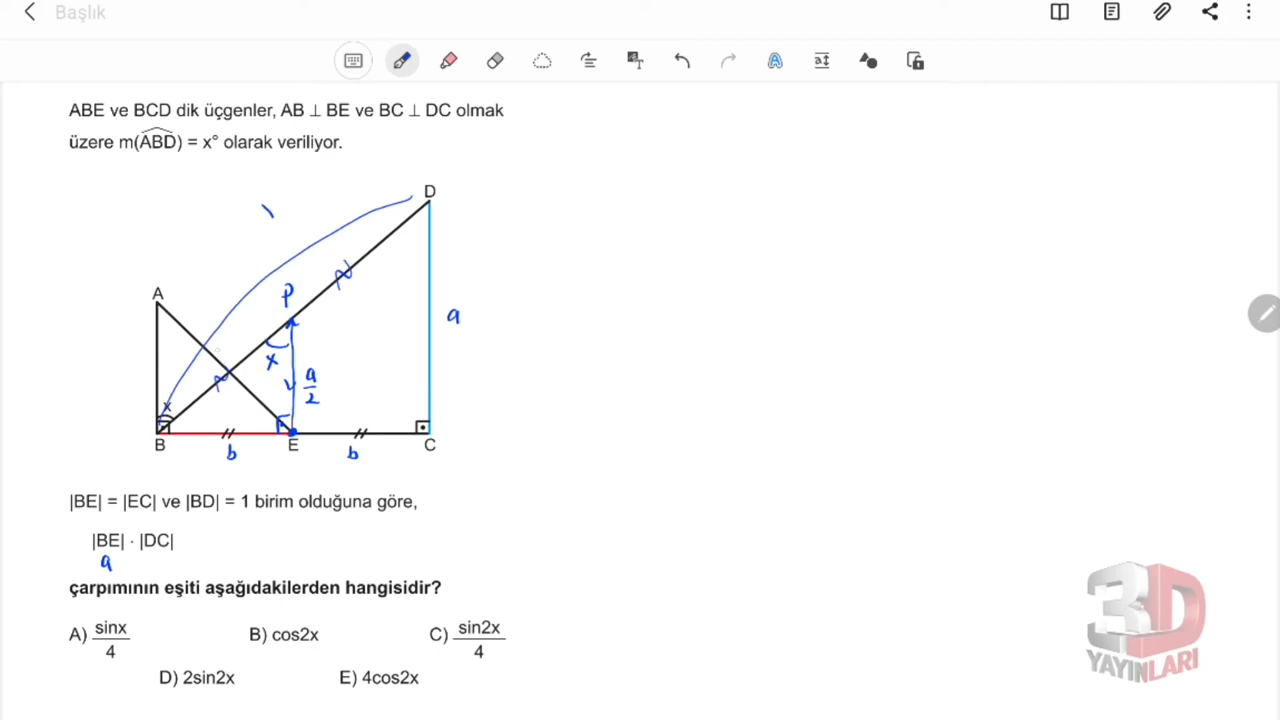 Başlık
ABE ve BCD dik üçgenler, AB ⊥ BE ve BC ⊥ DC olmak
üzere m(ABD) = x° olarak veriliyor.
D
A
P
a
x
x
a/2
B
E
C
b
b
|BE| = |EC| ve |BD| = 1 birim olduğuna göre,
|BE| · |DC|
a
çarpımının eşiti aşağıdakilerden hangisidir?
A) sinx/4 B) cos2x C) sin2x/4
D) 2sin2x E) 4cos2x
3D
YAYINLARI